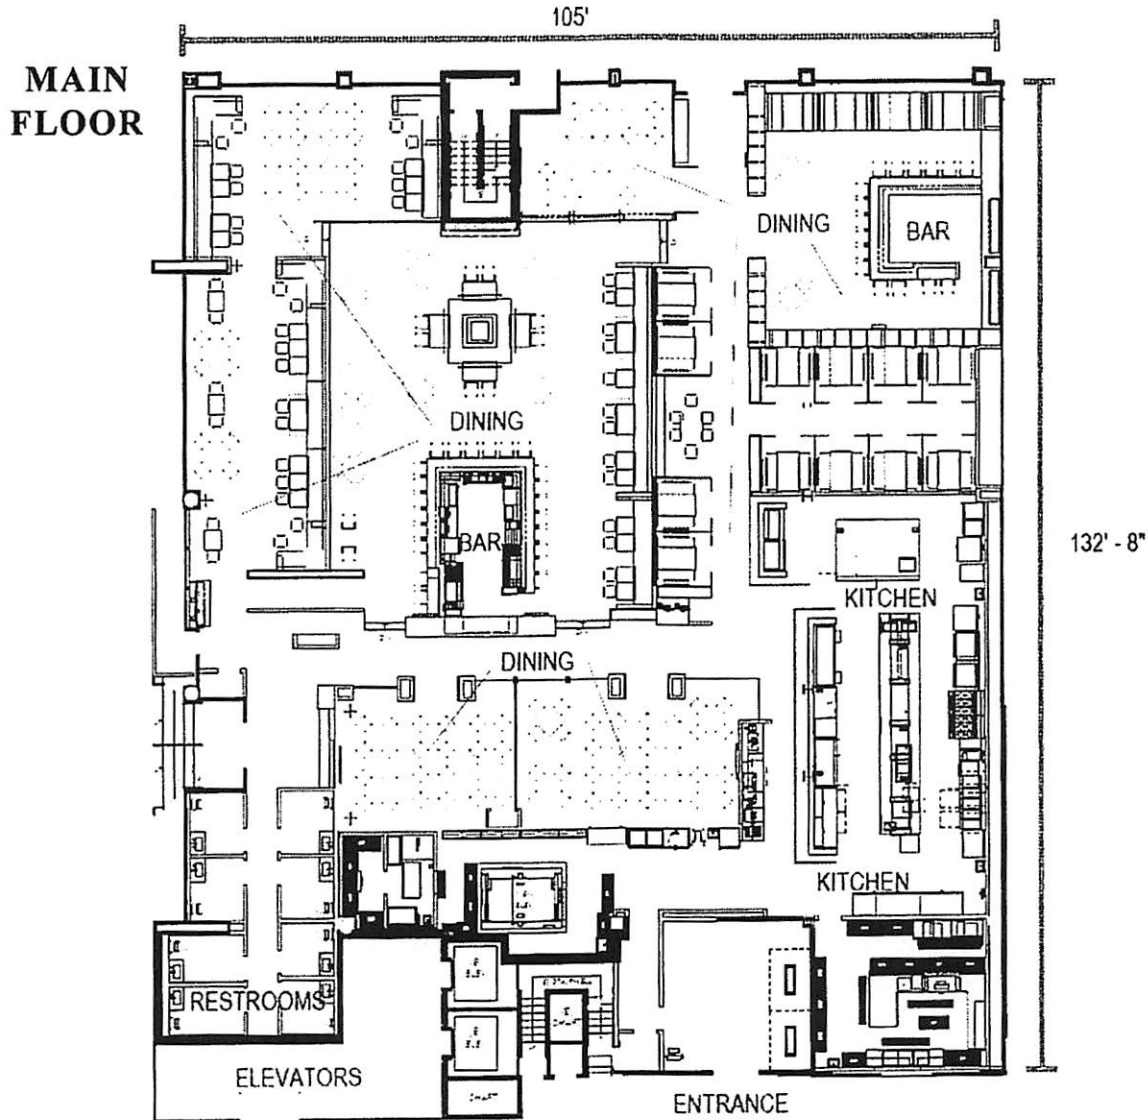 105'
MAIN
FLOOR
DINING
BAR
DINING
BAR
132' - 8"
KITCHEN
DINING
KITCHEN
RESTROOMS
ELEVATORS
ENTRANCE